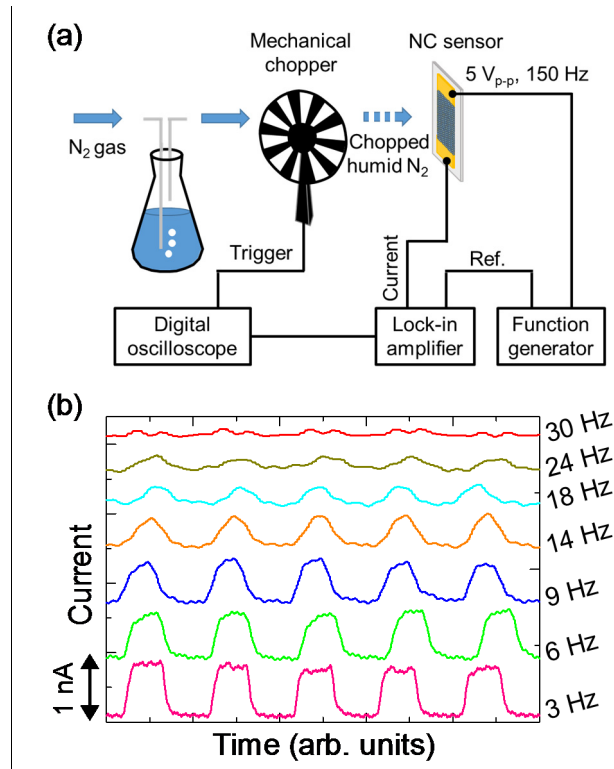 (a)
Mechanical
chopper
NC sensor
5 Vp-p, 150 Hz
N2 gas
Chopped
humid N2
Trigger
Current
Ref.
Digital
oscilloscope
Lock-in
amplifier
Function
generator
(b)
30 Hz
24 Hz
18 Hz
14 Hz
9 Hz
6 Hz
3 Hz
Current
1 nA
Time (arb. units)